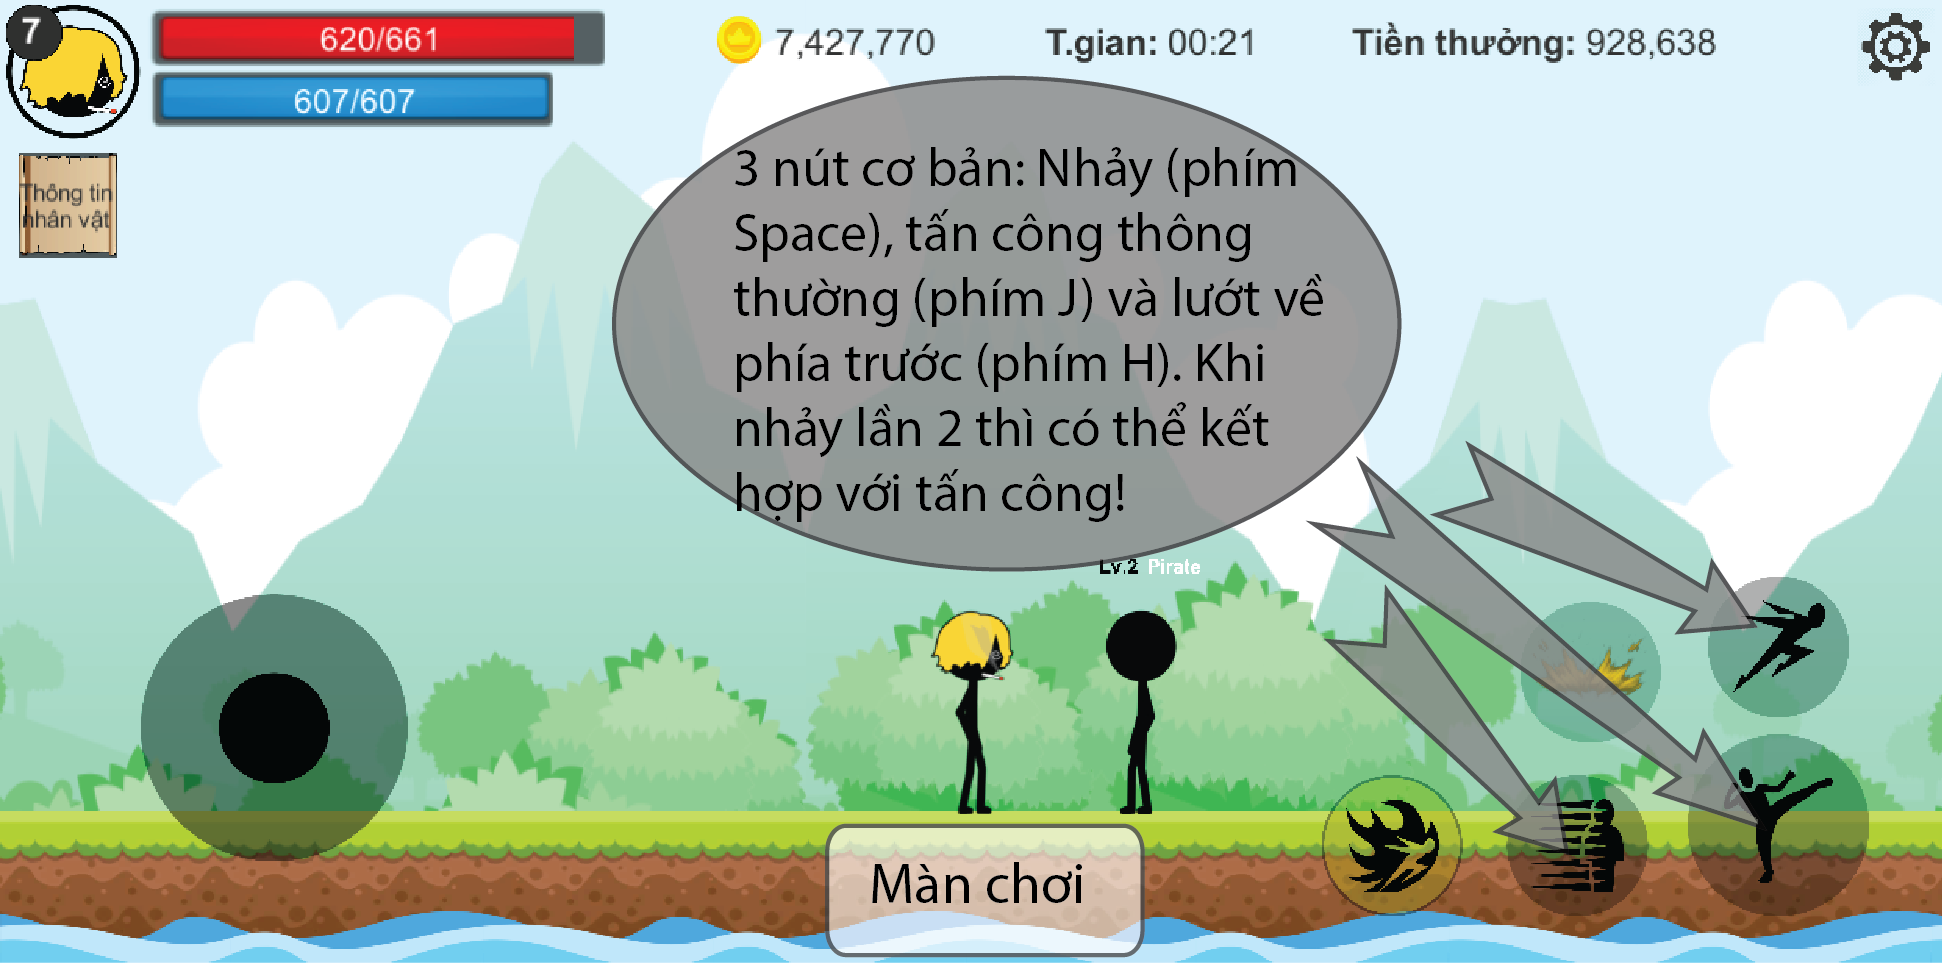 7
620/661
7,427,770
T.gian: 00:21
Tiền thưởng: 928,638
607/607
Thông tin
nhân vật
3 nút cơ bản: Nhảy (phím
Space), tấn công thông
thường (phím J) và lướt về
phía trước (phím H). Khi
nhảy lần 2 thì có thể kết
hợp với tấn công!
Lv.2 Pirate
Màn chơi